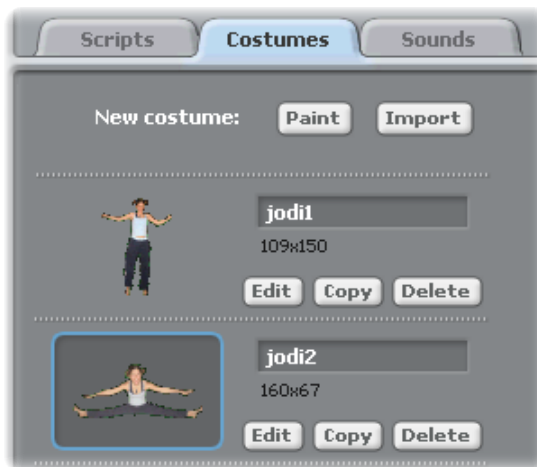 Scripts Costumes Sounds
New costume: Paint Import
jodi1
109x150
Edit Copy Delete
jodi2
160x67
Edit Copy Delete